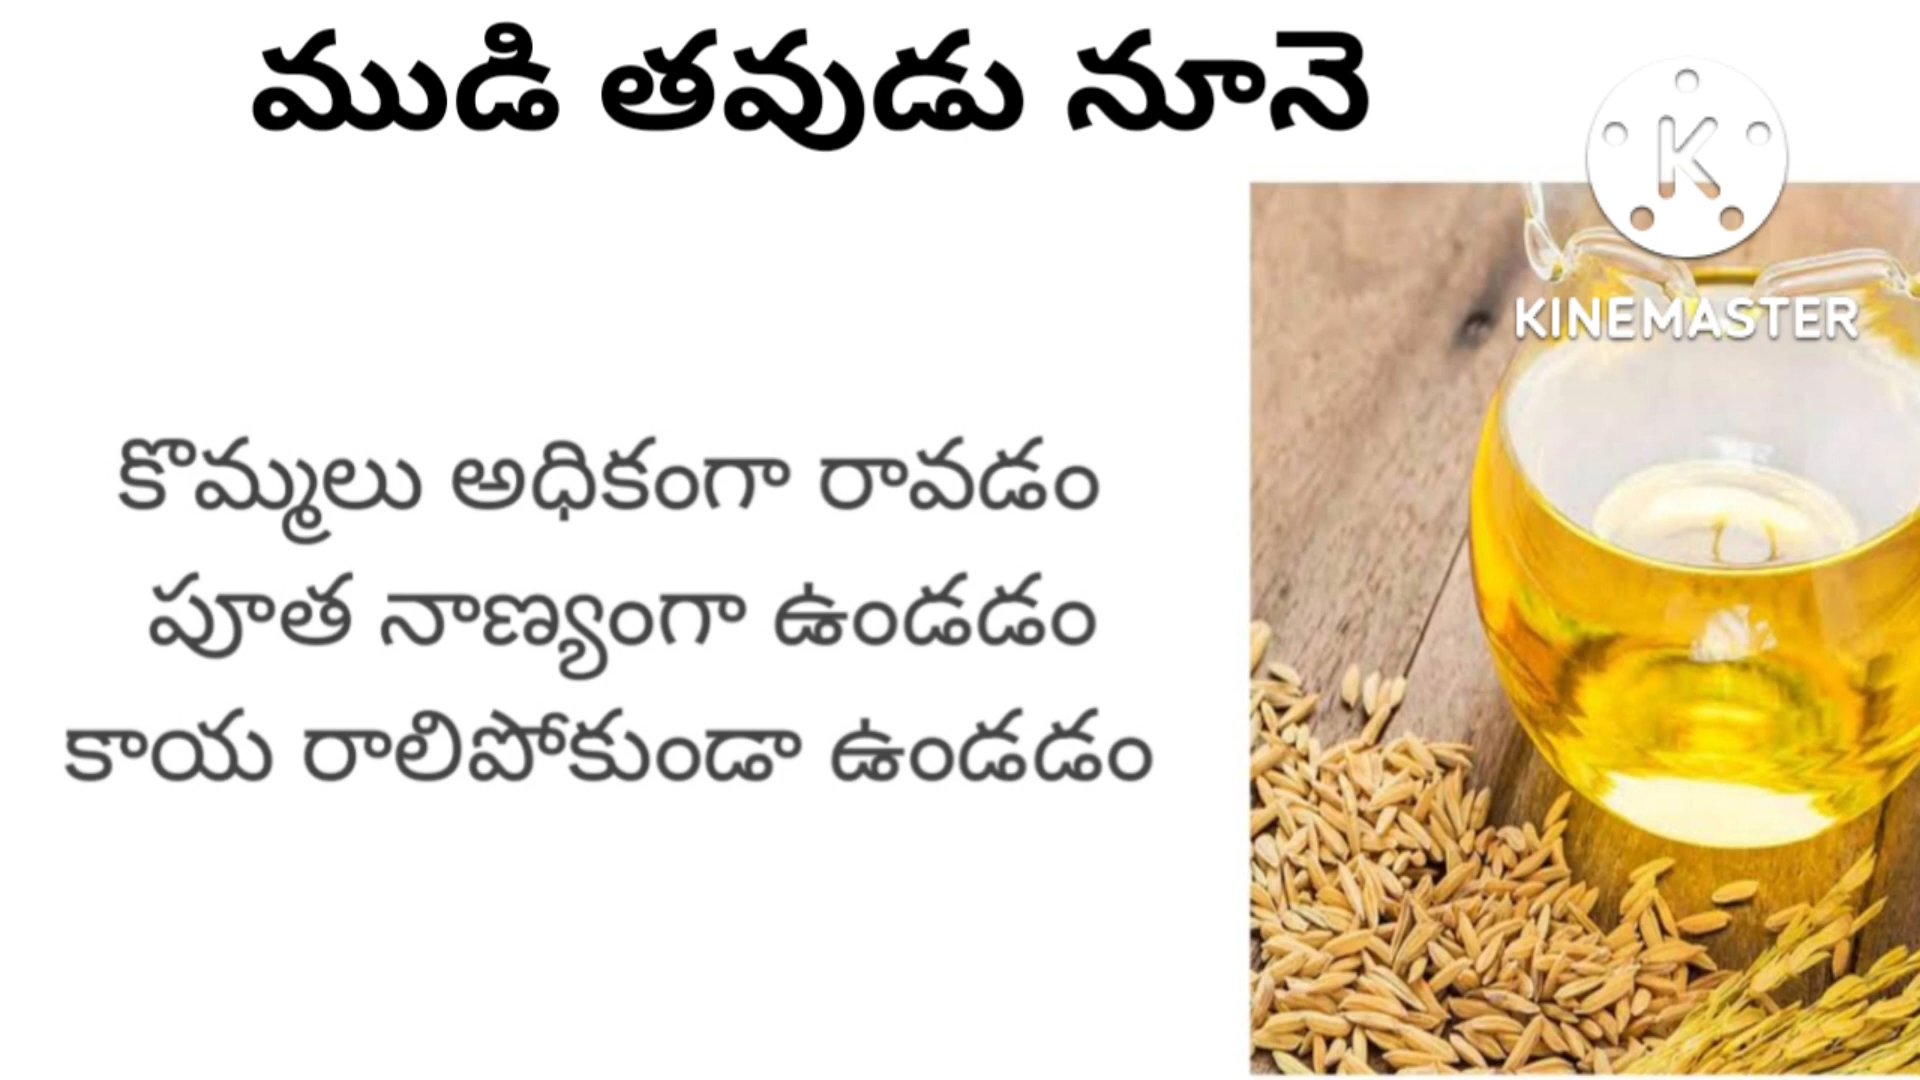 ముడి తవుడు నూనె
KINEMASTER
కొమ్మలు అధికంగా రావడం
పూత నాణ్యంగా ఉండడం
కాయ రాలిపోకుండా ఉండడం